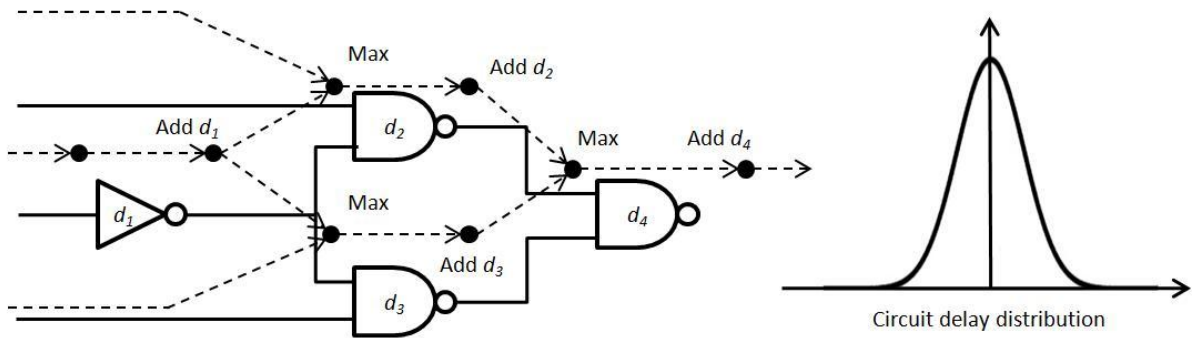 Max
Add d2
Add d1
d2
Max
Add d4
d1
Max
d4
Add d3
d3
Circuit delay distribution